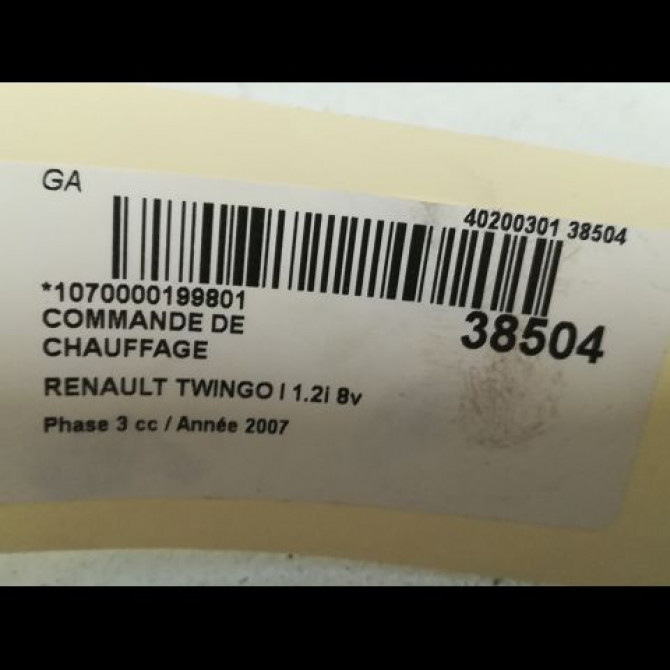 GA
40200301 38504
*1070000199801
38504
COMMANDE DE
CHAUFFAGE
RENAULT TWINGO I 1.2i 8v
Phase 3 cc / Année 2007